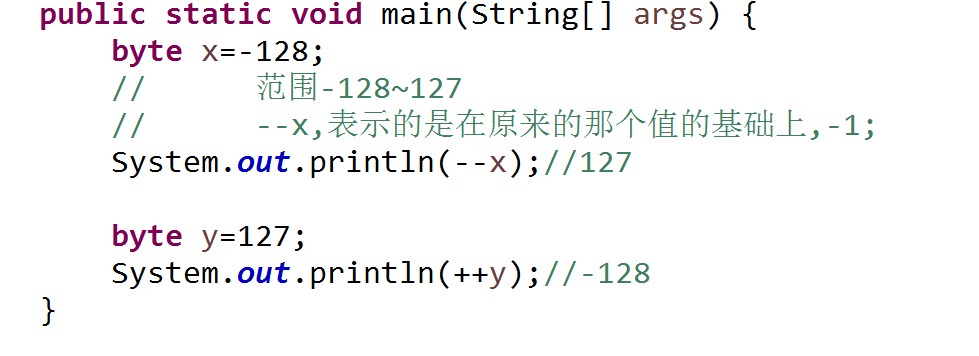 public static void main(String[] args) {
    byte x=-128;
    //      范围-128~127
    //      --x,表示的是在原来的那个值的基础上,-1;
    System.out.println(--x);//127
    byte y=127;
    System.out.println(++y);//-128
}